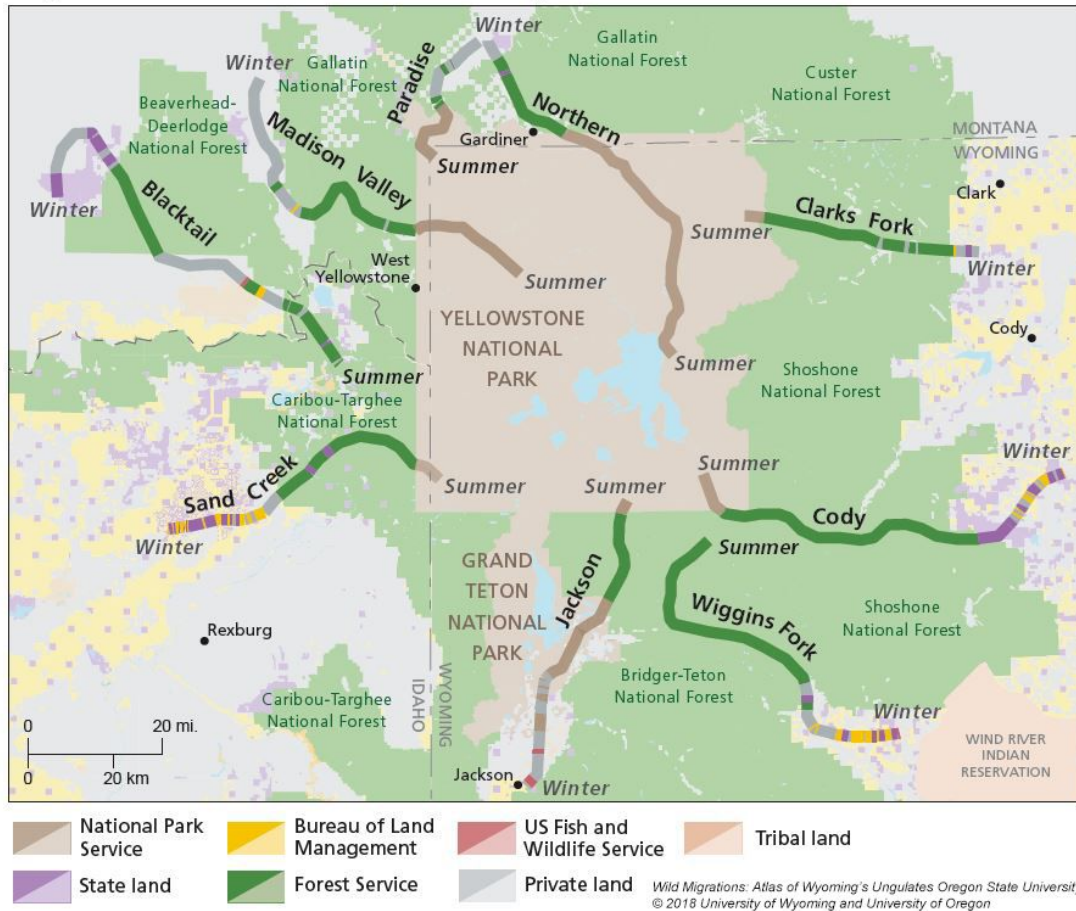 Winter
Gallatin
National Forest
Custer
National Forest
MONTANA
WYOMING
Winter
Gallatin
National Forest
Paradise
Northern
Gardiner
Beaverhead-
Deerlodge
National Forest
Madison Valley
Summer
Clark
Winter
Blacktail
Clarks Fork
Summer
Winter
West
Yellowstone
Summer
YELLOWSTONE
NATIONAL
PARK
Cody
Summer
Summer
Shoshone
National Forest
Caribou-Targhee
National Forest
Winter
Sand Creek
Summer
Summer
Summer
Winter
Cody
Summer
GRAND
TETON
NATIONAL
PARK
Jackson
Wiggins Fork
Shoshone
National Forest
Rexburg
IDAHO
WYOMING
Bridger-Teton
National Forest
Caribou-Targhee
National Forest
Winter
WIND RIVER
INDIAN
RESERVATION
0 20 mi.
0 20 km
Jackson
Winter
National Park
Service
Bureau of Land
Management
US Fish and
Wildlife Service
Tribal land
State land
Forest Service
Private land
Wild Migrations: Atlas of Wyoming's Ungulates Oregon State University
© 2018 University of Wyoming and University of Oregon